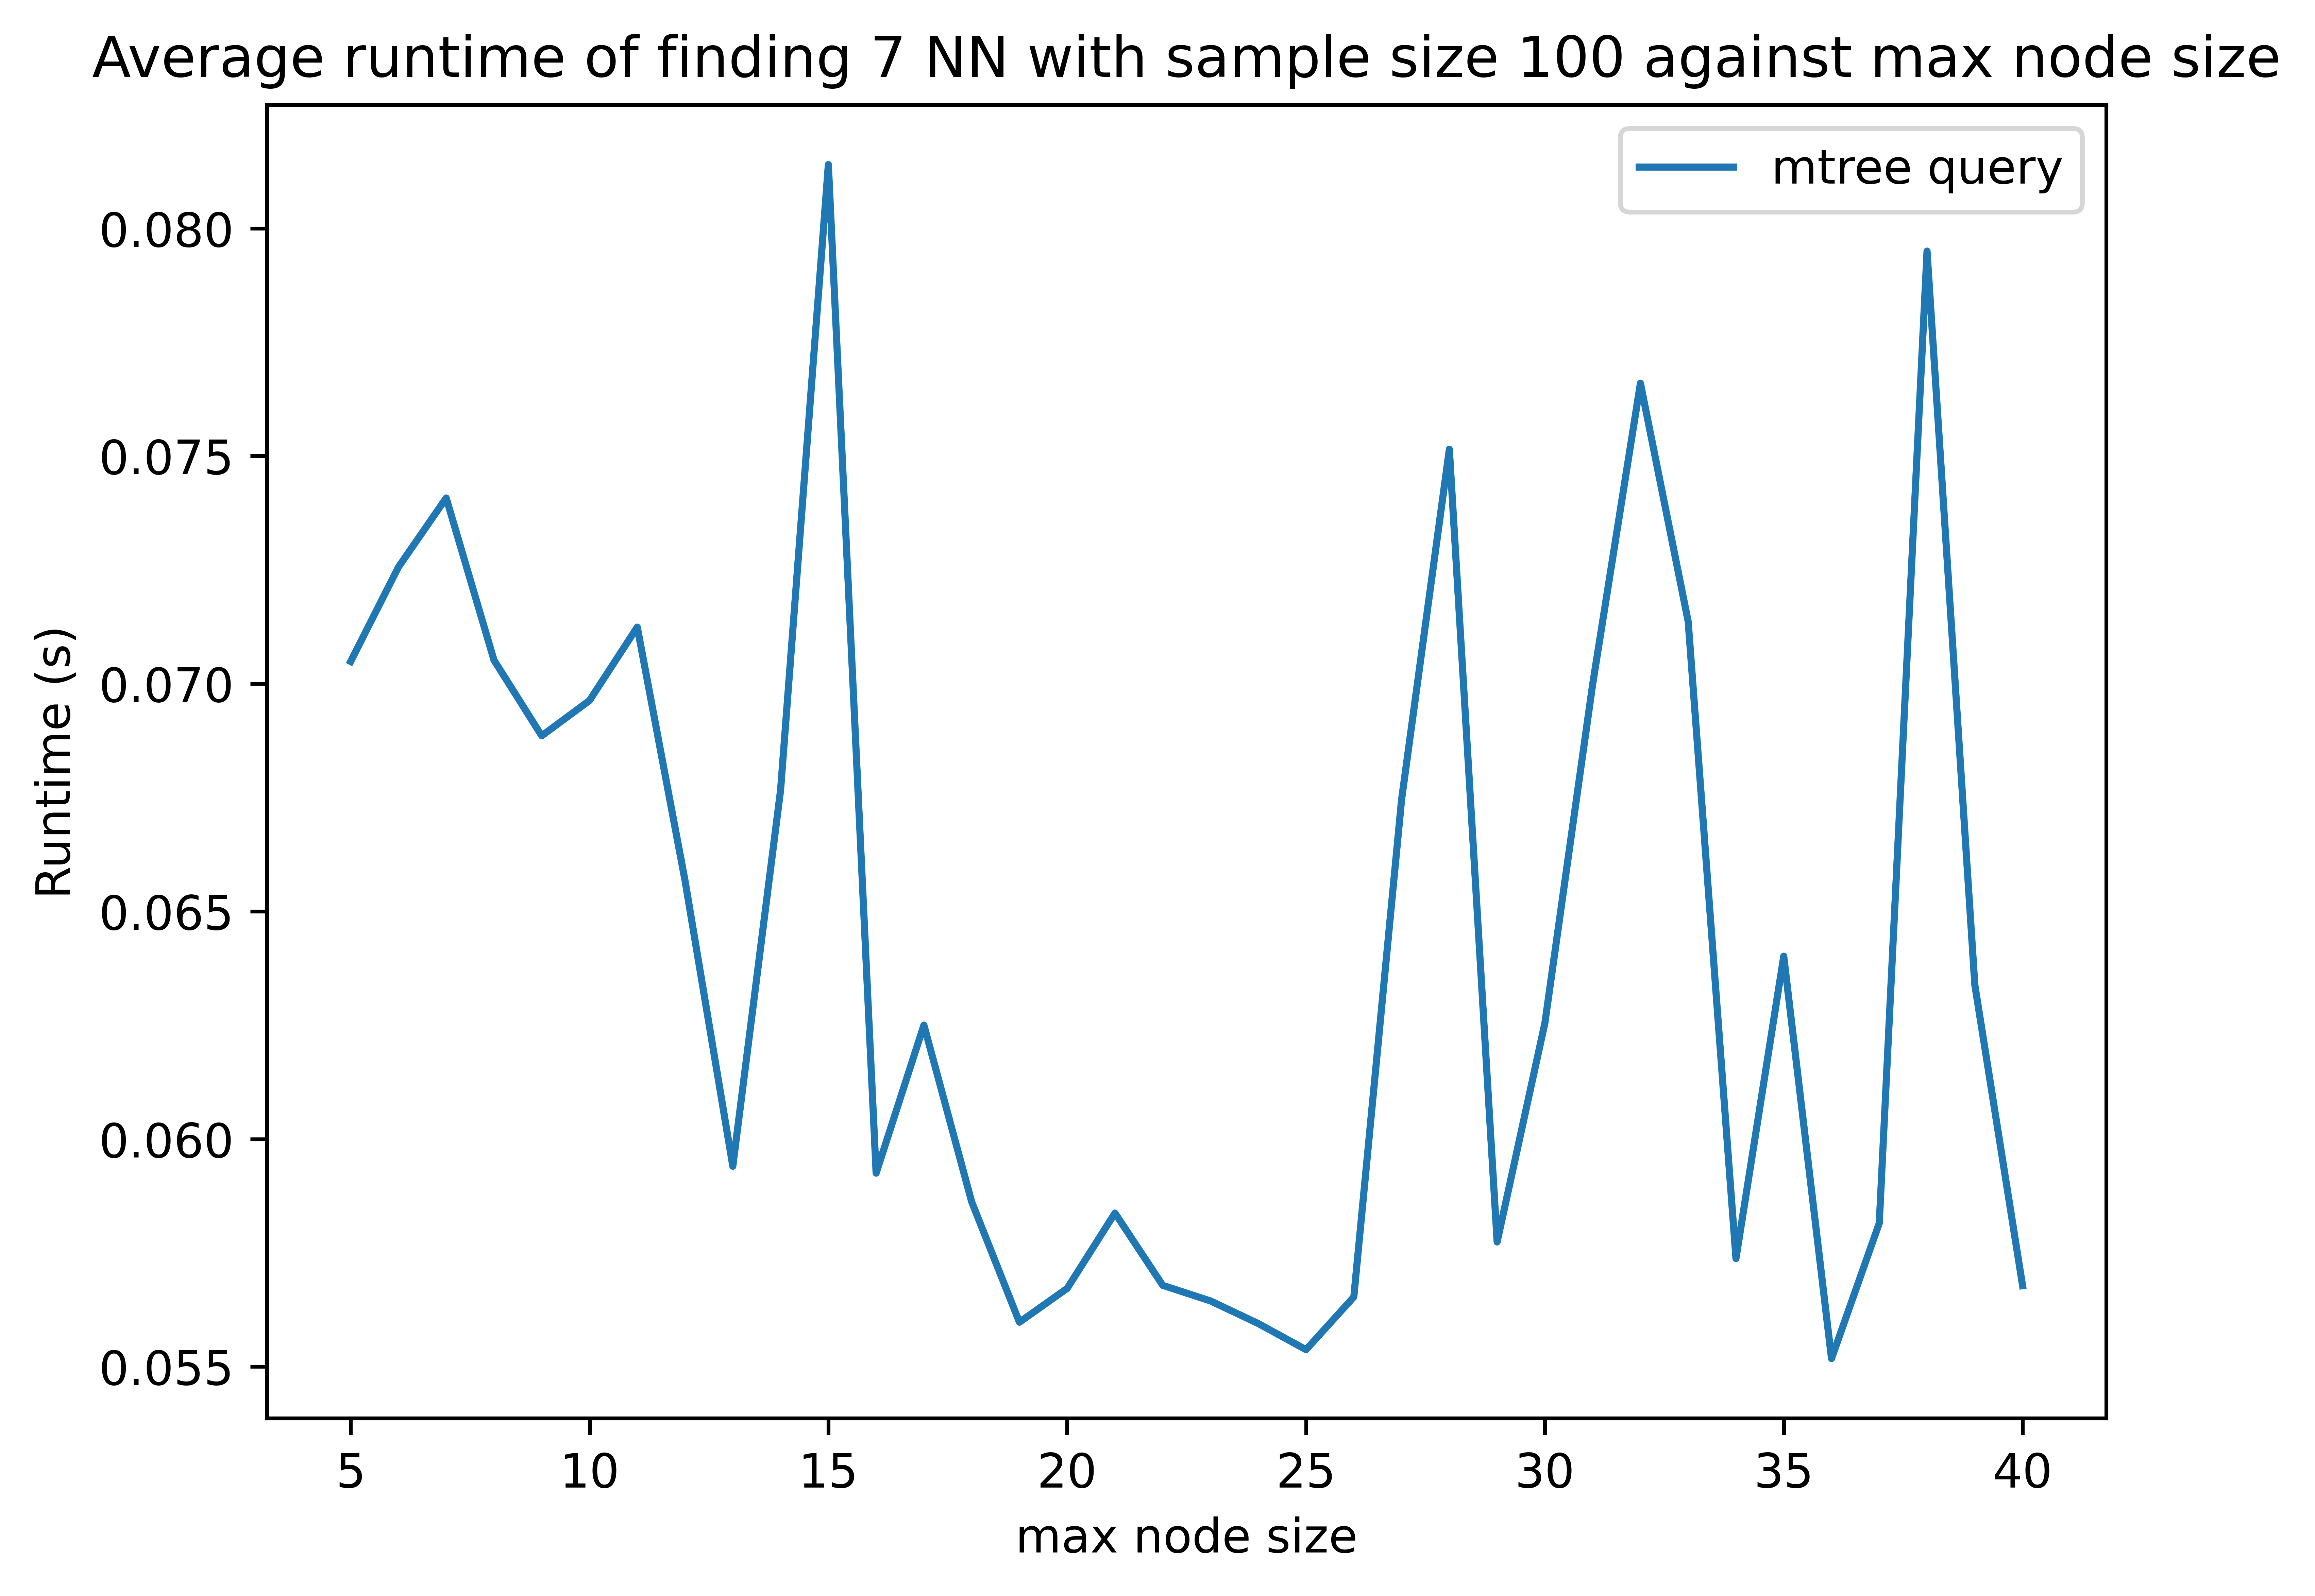 Average runtime of finding 7 NN with sample size 100 against max node size
mtree query
0.080
0.075
0.070
0.065
0.060
0.055
Runtime (s)
5 10 15 20 25 30 35 40
max node size